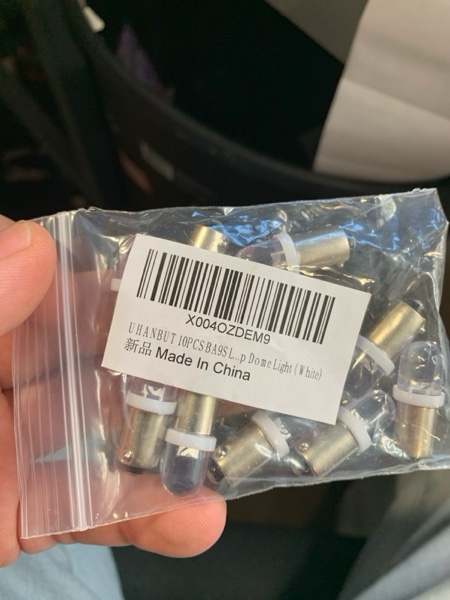 X004OZDEM9
UHANBUT 10PCS BA9S L...p Dome Light (White)
新品 Made In China